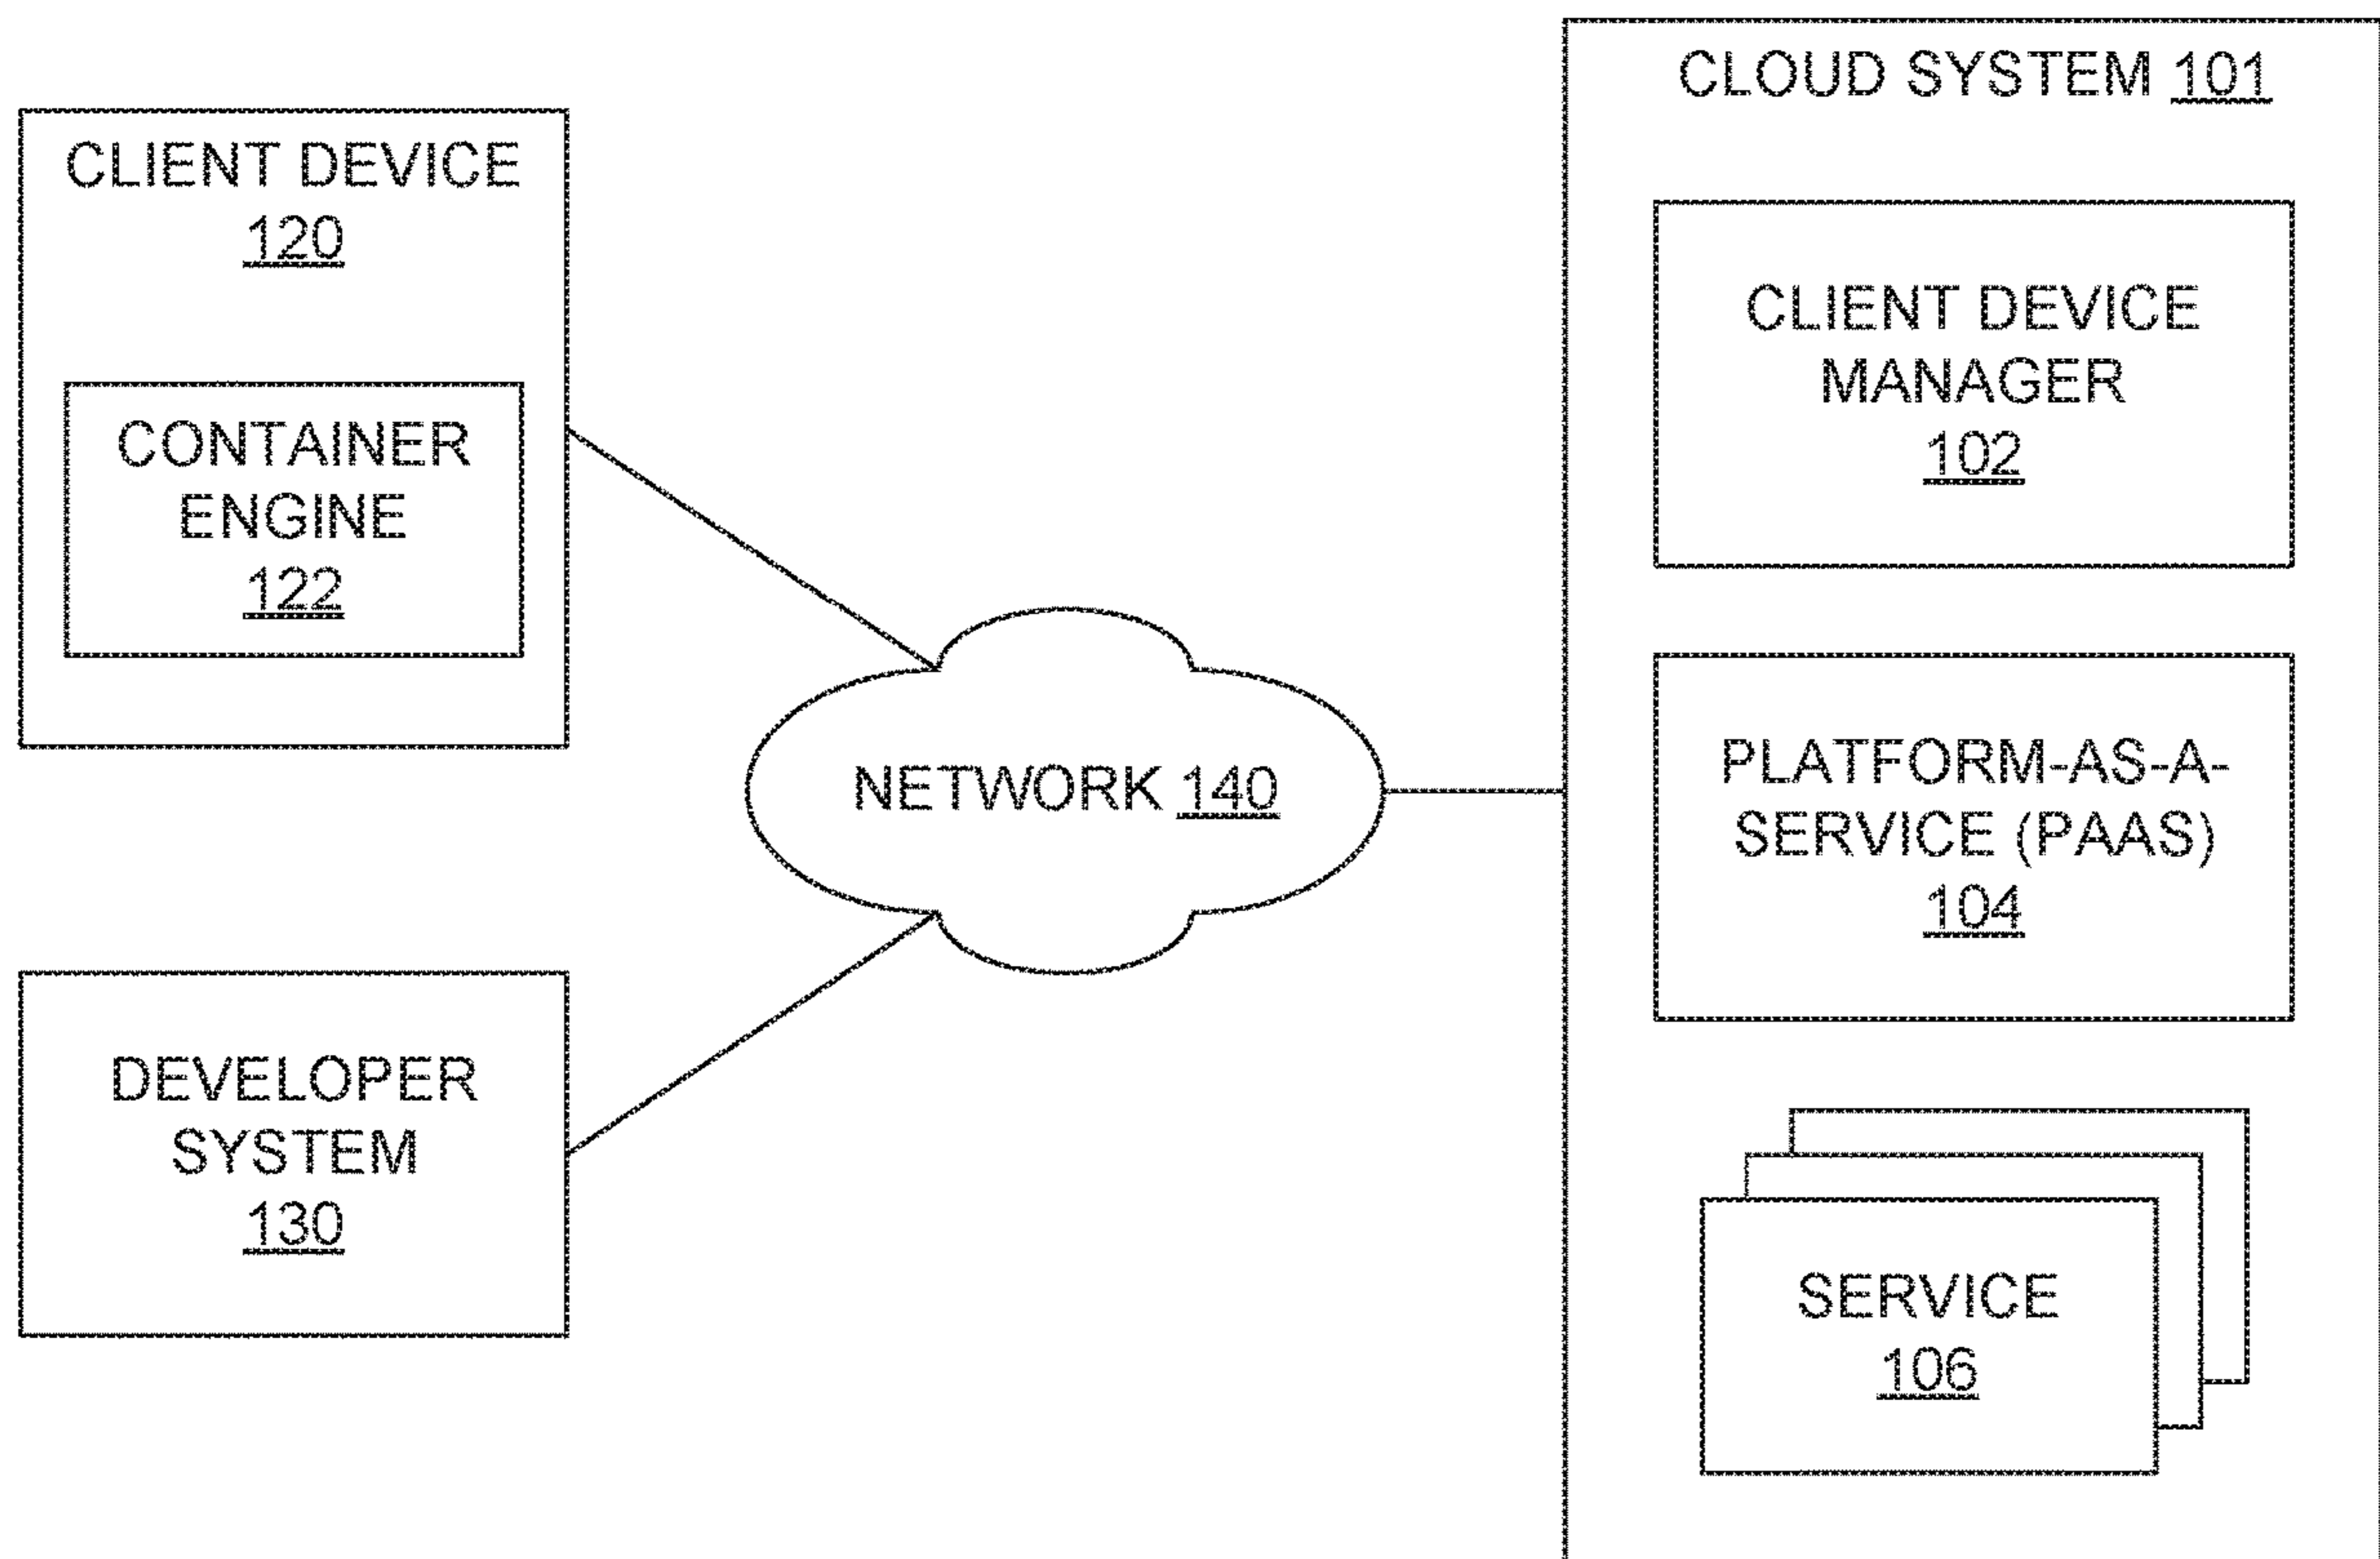 CLIENT DEVICE
120
CONTAINER
ENGINE
122
DEVELOPER
SYSTEM
130
NETWORK 140
CLOUD SYSTEM 101
CLIENT DEVICE
MANAGER
102
PLATFORM-AS-A-
SERVICE (PAAS)
104
SERVICE
106